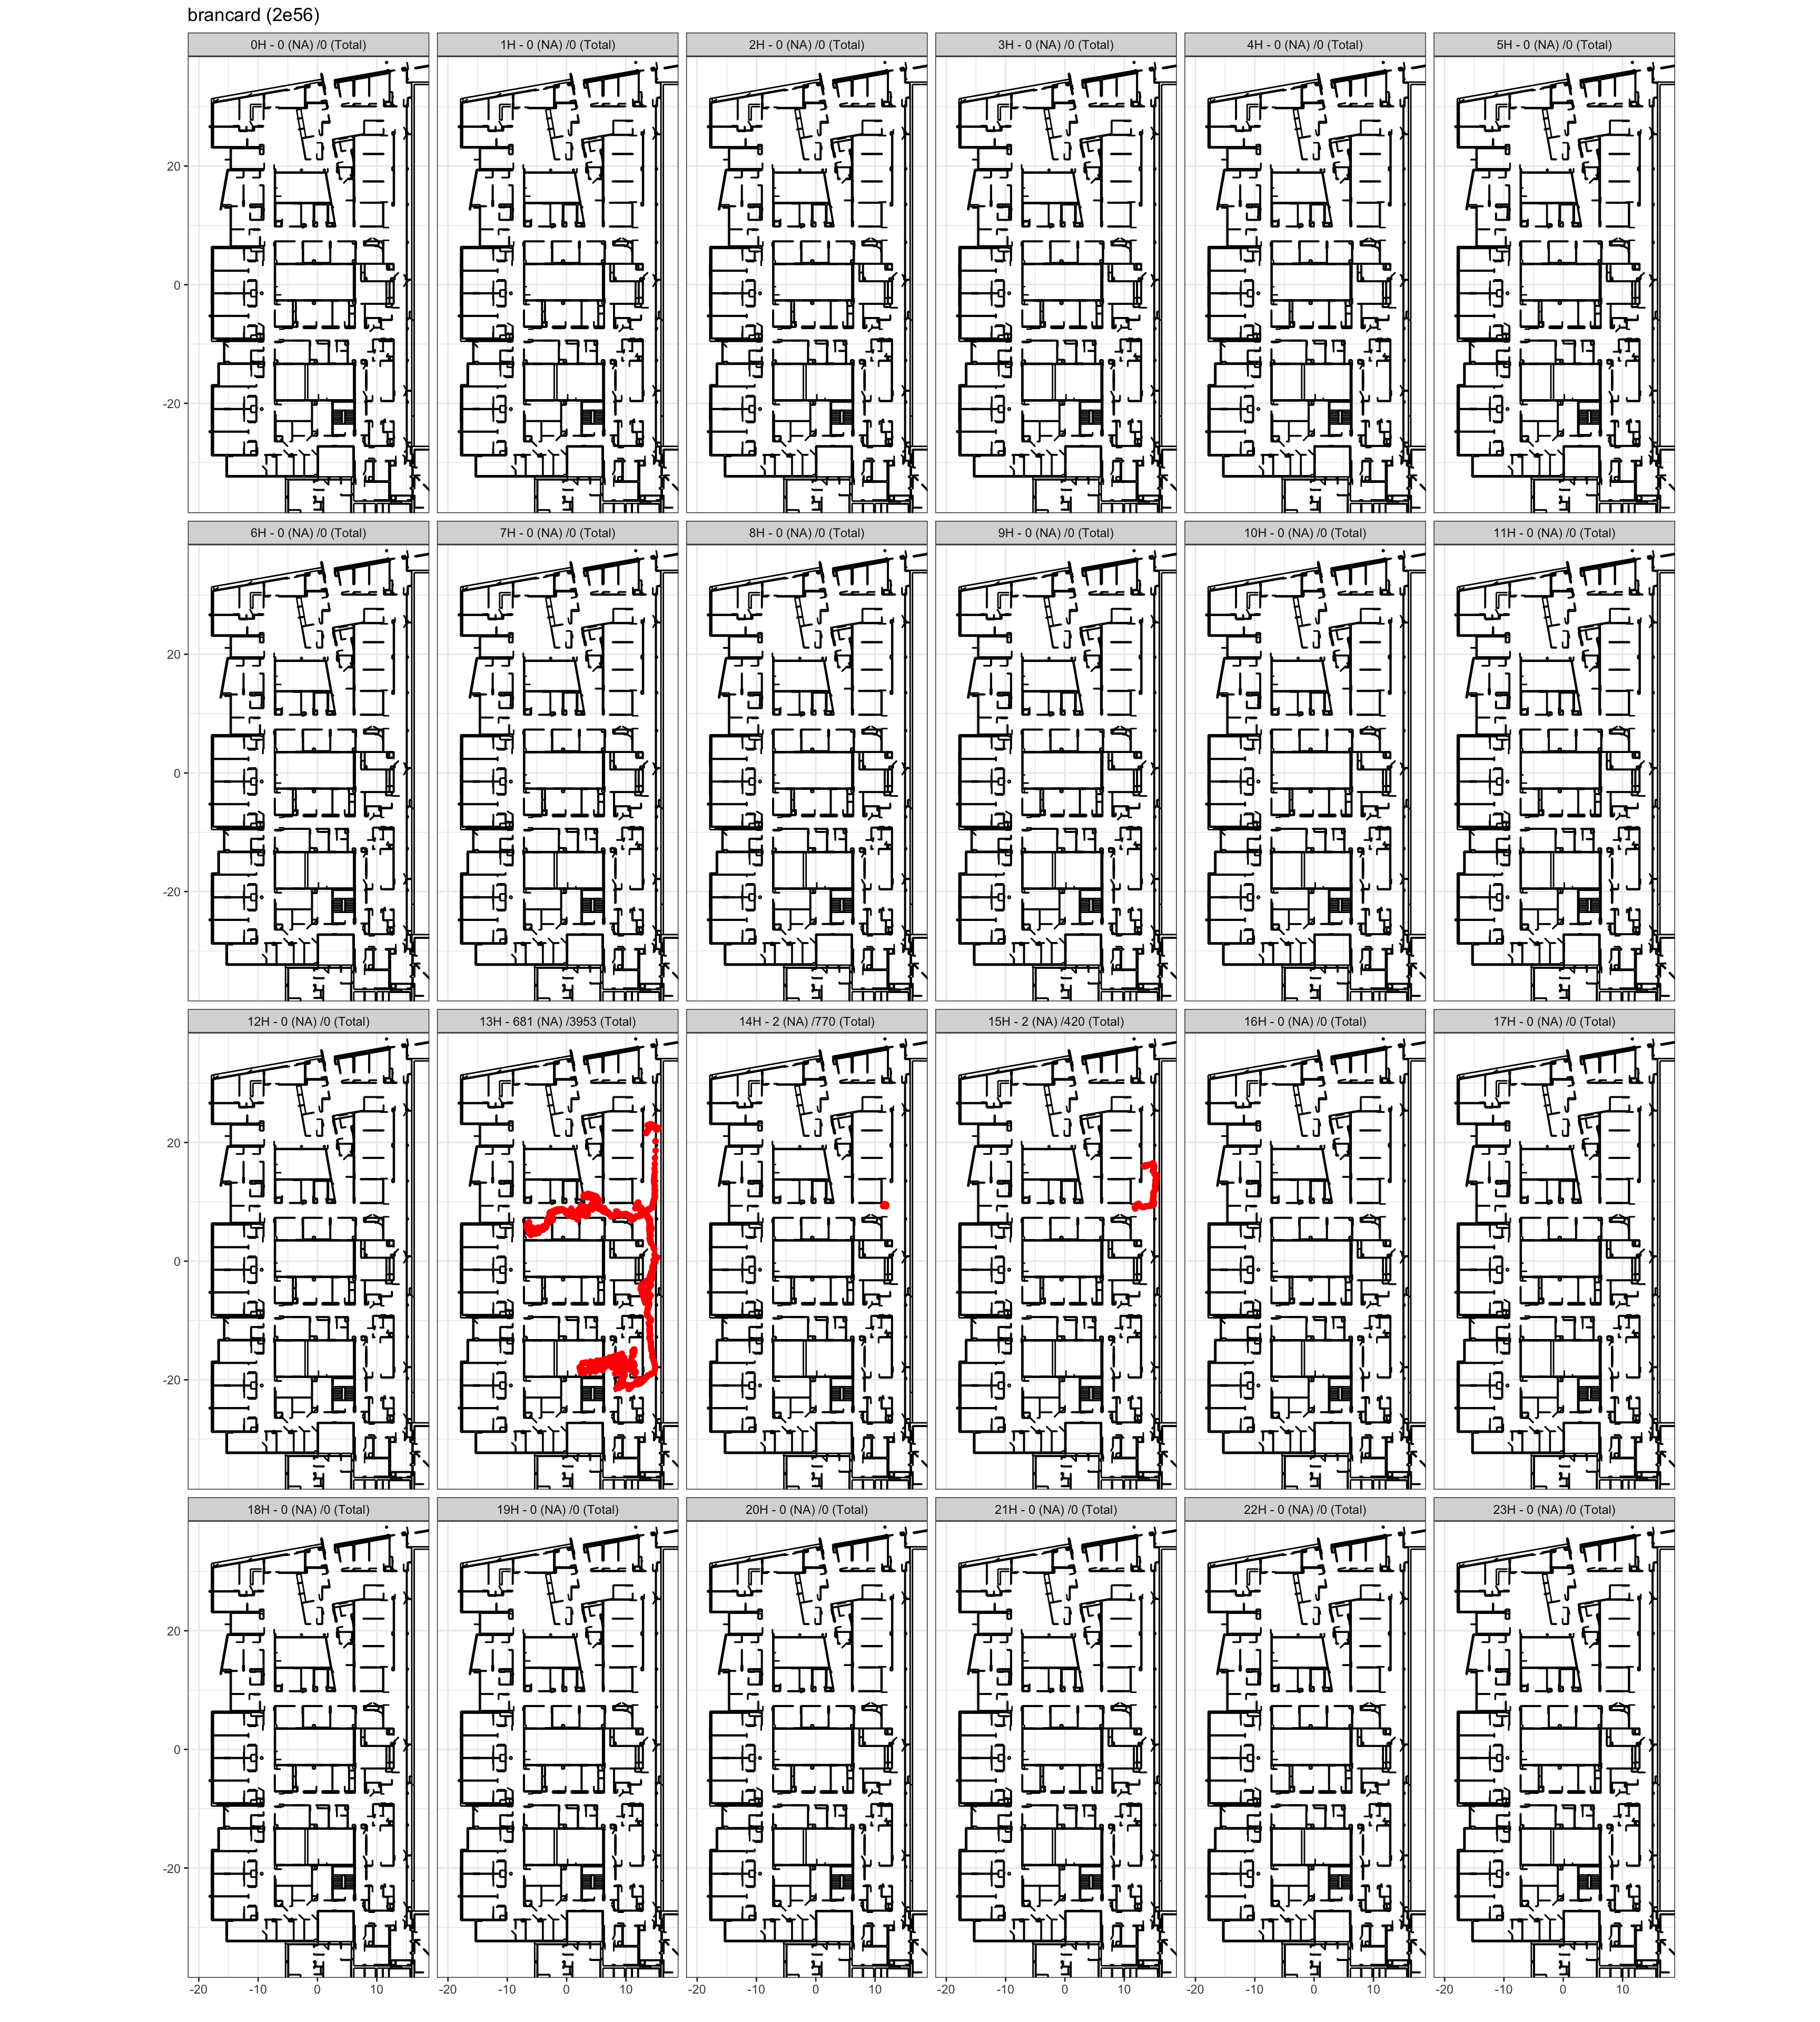 brancard (2e56)
0H - 0 (NA) /0 (Total) 1H - 0 (NA) /0 (Total) 2H - 0 (NA) /0 (Total) 3H - 0 (NA) /0 (Total) 4H - 0 (NA) /0 (Total) 5H - 0 (NA) /0 (Total)
20
0
-20
6H - 0 (NA) /0 (Total) 7H - 0 (NA) /0 (Total) 8H - 0 (NA) /0 (Total) 9H - 0 (NA) /0 (Total) 10H - 0 (NA) /0 (Total) 11H - 0 (NA) /0 (Total)
20
0
-20
12H - 0 (NA) /0 (Total) 13H - 681 (NA) /3953 (Total) 14H - 2 (NA) /770 (Total) 15H - 2 (NA) /420 (Total) 16H - 0 (NA) /0 (Total) 17H - 0 (NA) /0 (Total)
20
0
-20
18H - 0 (NA) /0 (Total) 19H - 0 (NA) /0 (Total) 20H - 0 (NA) /0 (Total) 21H - 0 (NA) /0 (Total) 22H - 0 (NA) /0 (Total) 23H - 0 (NA) /0 (Total)
20
0
-20
-20 -10 0 10 -20 -10 0 10 -20 -10 0 10 -20 -10 0 10 -20 -10 0 10 -20 -10 0 10